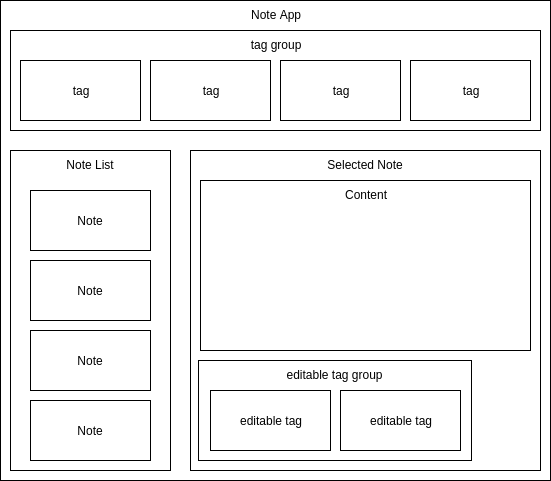 Note App
tag group
tag tag tag tag
Note List
Note
Note
Note
Note
Selected Note
Content
editable tag group
editable tag editable tag